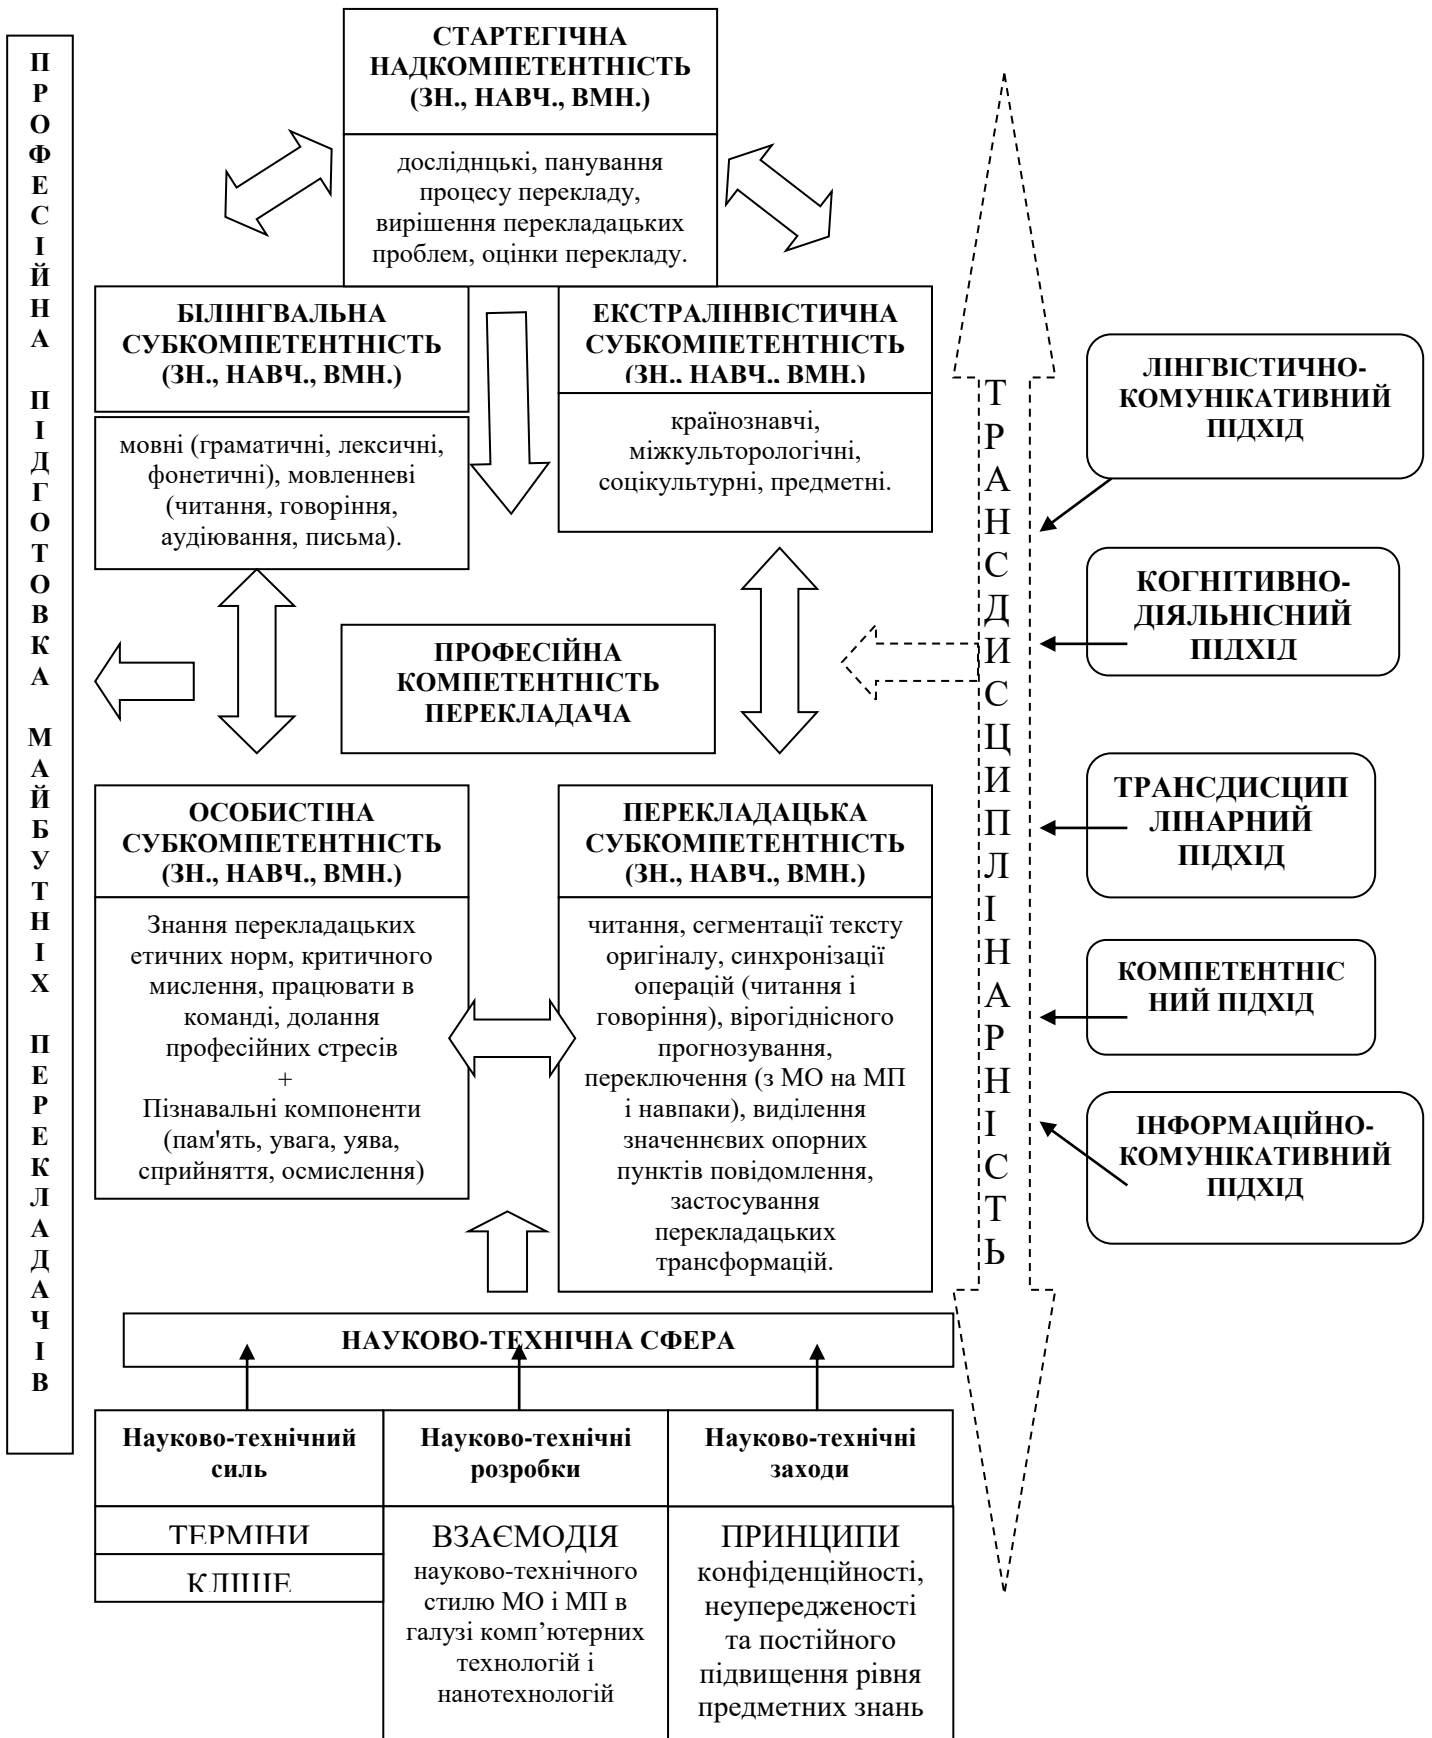 ПРОФЕСІЙНА ПІДГОТОВКА МАЙБУТНІХ ПЕРЕКЛАДАЧІВ
СТАРТЕГІЧНА
НАДКОМПЕТЕНТНІСТЬ
(ЗН., НАВЧ., ВМН.)
досліднцькі, панування
процесу перекладу,
вирішення перекладацьких
проблем, оцінки перекладу.
БІЛІНГВАЛЬНА
СУБКОМПЕТЕНТНІСТЬ
(ЗН., НАВЧ., ВМН.)
мовні (граматичні, лексичні,
фонетичні), мовленневі
(читання, говоріння,
аудіювання, письма).
ЕКСТРАЛІНВІСТИЧНА
СУБКОМПЕТЕНТНІСТЬ
(ЗН., НАВЧ., ВМН.)
країнознавчі,
міжкульторологічні,
соцікультурні, предметні.
ПРОФЕСІЙНА
КОМПЕТЕНТНІСТЬ
ПЕРЕКЛАДАЧА
ОСОБИСТІНА
СУБКОМПЕТЕНТНІСТЬ
(ЗН., НАВЧ., ВМН.)
Знання перекладацьких
етичних норм, критичного
мислення, працювати в
команді, долання
професійних стресів
+
Пізнавальні компоненти
(пам'ять, увага, уява,
сприйняття, осмислення)
ПЕРЕКЛАДАЦЬКА
СУБКОМПЕТЕНТНІСТЬ
(ЗН., НАВЧ., ВМН.)
читання, сегментації тексту
оригіналу, синхронізації
операцій (читання і
говоріння), вірогіднісного
прогнозування,
переключення (з МО на МП
і навпаки), виділення
значеннєвих опорних
пунктів повідомлення,
застосування
перекладацьких
трансформацій.
НАУКОВО-ТЕХНІЧНА СФЕРА
Науково-технічний
силь
ТЕРМІНИ
КЛІШЕ
Науково-технічні
розробки
ВЗАЄМОДІЯ
науково-технічного
стилю МО і МП в
галузі комп’ютерних
технологій і
нанотехнологій
Науково-технічні
заходи
ПРИНЦИПИ
конфіденційності,
неупередженості
та постійного
підвищення рівня
предметних знань
ТРАНСДИСЦИПЛІНАРНІСТЬ
ЛІНГВІСТИЧНО-
КОМУНІКАТИВНИЙ
ПІДХІД
КОГНІТИВНО-
ДІЯЛЬНІСНИЙ
ПІДХІД
ТРАНСДИСЦИП
ЛІНАРНИЙ
ПІДХІД
КОМПЕТЕНТНІС
НИЙ ПІДХІД
ІНФОРМАЦІЙНО-
КОМУНІКАТИВНИЙ
ПІДХІД